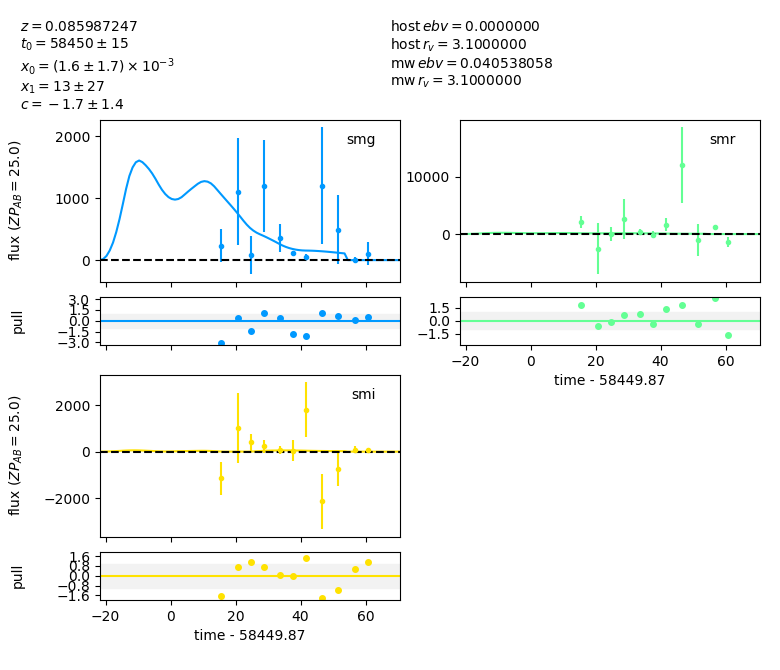 z = 0.085987247
t₀ = 58450 ± 15
x₀ = (1.6 ± 1.7) × 10⁻³
x₁ = 13 ± 27
c = −1.7 ± 1.4
host ebv = 0.0000000
host r_v = 3.1000000
mw ebv = 0.040538058
mw r_v = 3.1000000
smg
2000
1000
0
flux (ZP_AB = 25.0)
3.0
1.5
0.0
−1.5
−3.0
pull
smr
10000
0
1.5
0.0
−1.5
−20
0
20
40
60
time - 58449.87
smi
2000
0
−2000
flux (ZP_AB = 25.0)
1.6
0.8
0.0
−0.8
−1.6
pull
−20
0
20
40
60
time - 58449.87